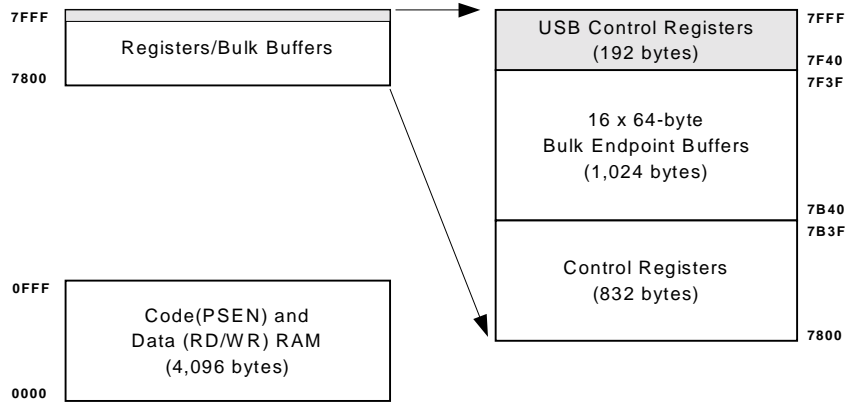 7FFF
Registers/Bulk Buffers
7800
0FFF
Code(PSEN) and
Data (RD/WR) RAM
(4,096 bytes)
0000
USB Control Registers
(192 bytes)
7FFF
7F40
7F3F
16 x 64-byte
Bulk Endpoint Buffers
(1,024 bytes)
7B40
7B3F
Control Registers
(832 bytes)
7800